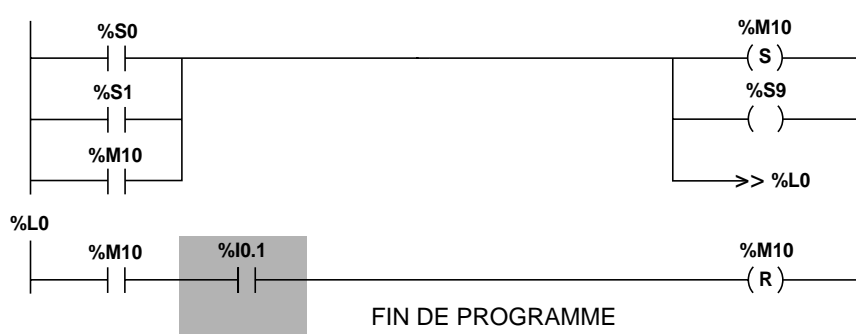 %S0 %M10
S
%S1 %S9
%M10
>> %L0
%L0
%M10 %I0.1 %M10
R
FIN DE PROGRAMME